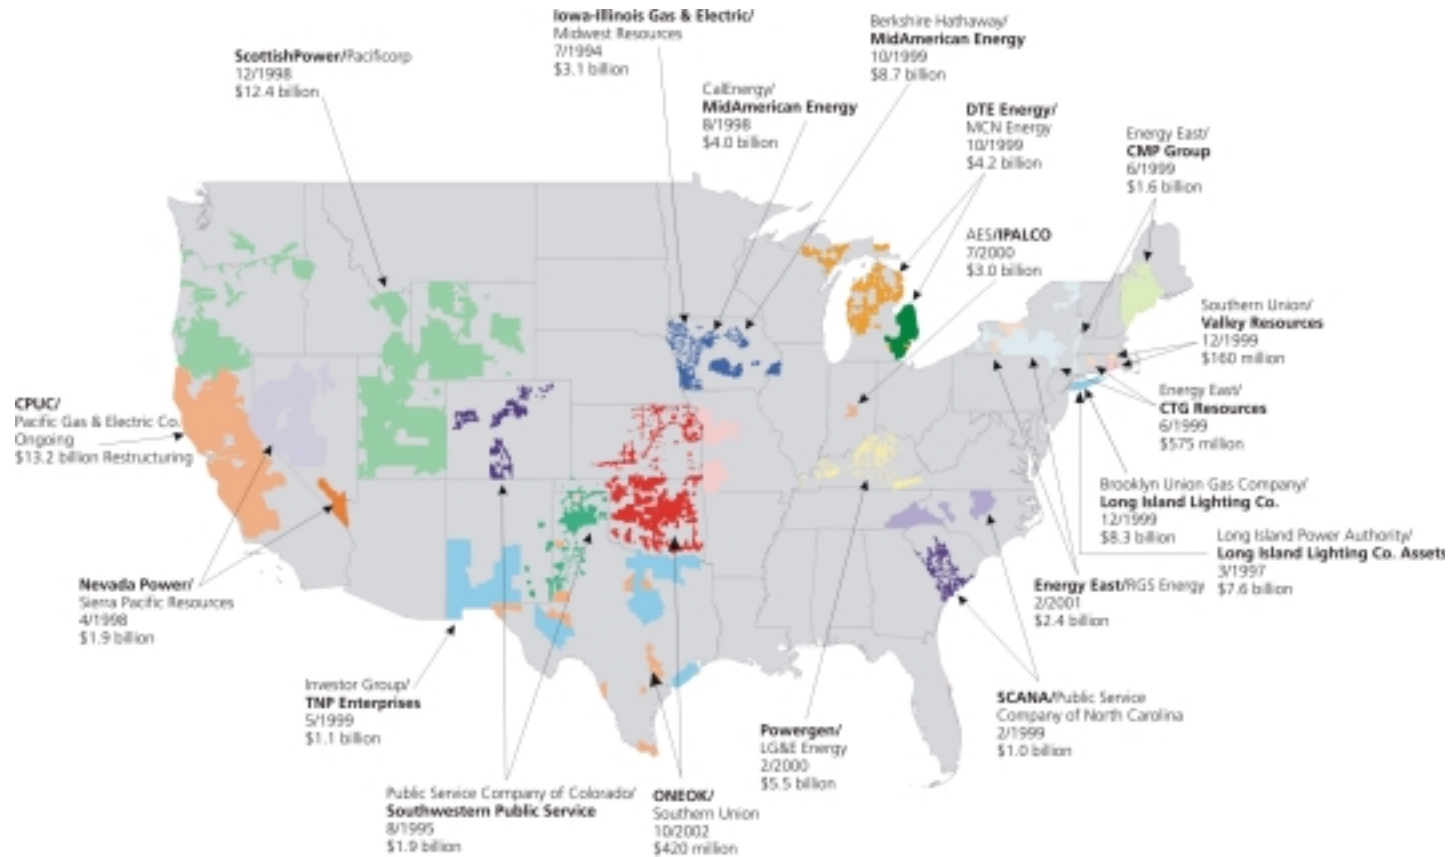 Iowa-Illinois Gas & Electric/
Midwest Resources
7/1994
$3.1 billion
Berkshire Hathaway/
MidAmerican Energy
10/1999
$8.7 billion
ScottishPower/Pacificorp
12/1998
$12.4 billion
CalEnergy/
MidAmerican Energy
8/1998
$4.0 billion
DTE Energy/
MCN Energy
10/1999
$4.2 billion
Energy East/
CMP Group
6/1999
$1.6 billion
AES/IPALCO
7/2000
$3.0 billion
Southern Union/
Valley Resources
12/1999
$160 million
Energy East/
CTG Resources
6/1999
$575 million
CPUC/
Pacific Gas & Electric Co.
Ongoing
$13.2 billion Restructuring
Brooklyn Union Gas Company/
Long Island Lighting Co.
12/1999
$8.3 billion
Long Island Power Authority/
Long Island Lighting Co. Assets
3/1997
$7.6 billion
Nevada Power/
Sierra Pacific Resources
4/1998
$1.9 billion
Energy East/RGS Energy
2/2001
$2.4 billion
Investor Group/
TNP Enterprises
5/1999
$1.1 billion
SCANA/Public Service
Company of North Carolina
2/1999
$1.0 billion
Powergen/
LG&E Energy
2/2000
$5.5 billion
Public Service Company of Colorado/
Southwestern Public Service
8/1995
$1.9 billion
ONEOK/
Southern Union
10/2002
$420 million